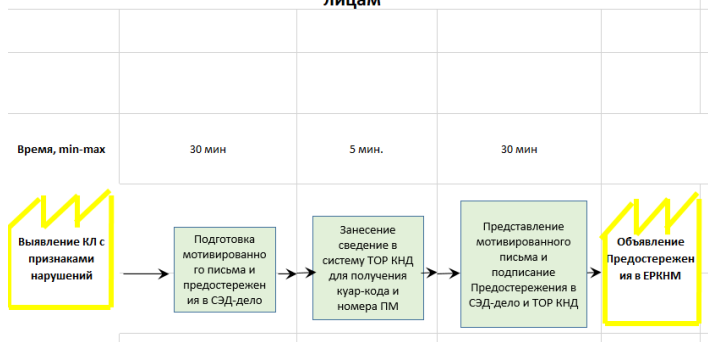 лицам
Время, min-max
30 мин
5 мин.
30 мин
Выявление КЛ с
признаками
нарушений
Подготовка
мотивированно
го письма и
предостережен
ия в СЭД-дело
Занесение
сведение в
систему ТОР КНД
для получения
куар-кода и
номера ПМ
Представление
мотивированного
письма и
подписание
Предостережения в
СЭД-дело и ТОР КНД
Объявление
Предостережен
ия в ЕРКНМ